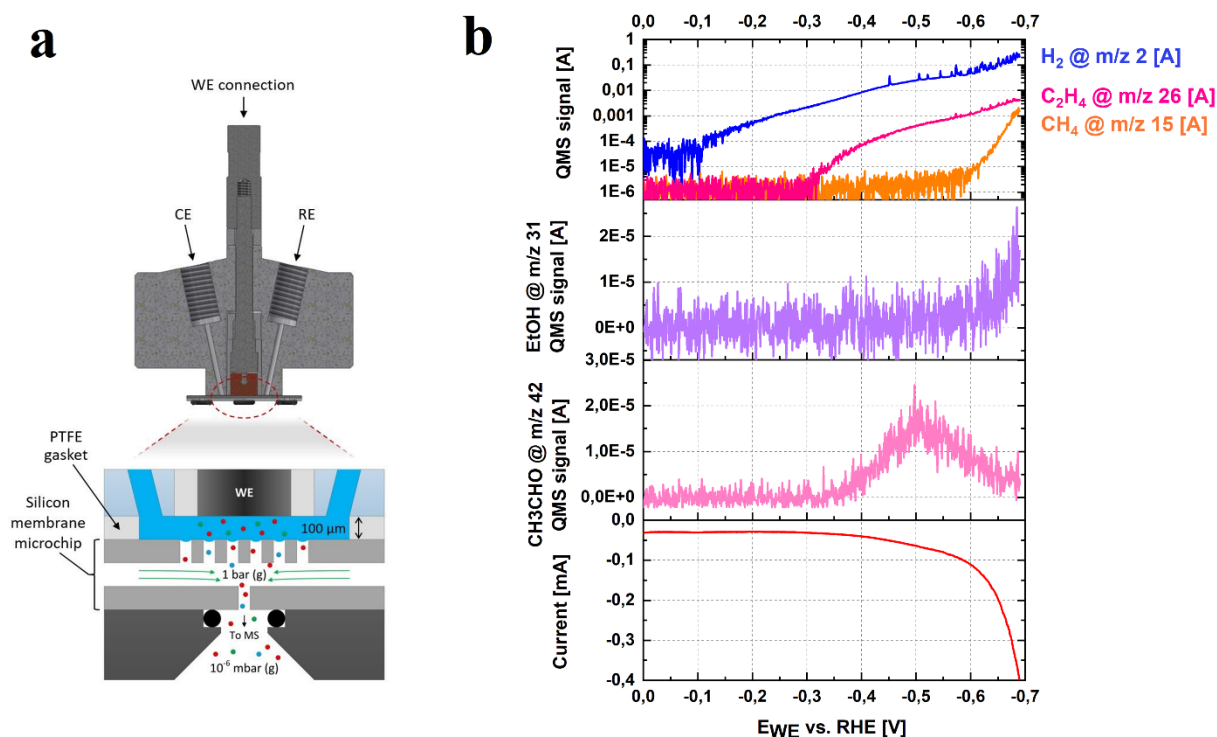 a
WE connection
CE
RE
PTFE
gasket
Silicon
membrane
microchip
WE
100 µm
1 bar (g)
To MS
10⁻⁶ mbar (g)
b
0,0 -0,1 -0,2 -0,3 -0,4 -0,5 -0,6 -0,7
QMS signal [A]
1
0,1
0,01
0,001
1E-4
1E-5
1E-6
H₂ @ m/z 2 [A]
C₂H₄ @ m/z 26 [A]
CH₄ @ m/z 15 [A]
EtOH @ m/z 31
QMS signal [A]
2E-5
1E-5
0E+0
3,0E-5
CH3CHO @ m/z 42
QMS signal [A]
2,0E-5
1,0E-5
0,0E+0
0,0
Current [mA]
-0,1
-0,2
-0,3
-0,4
0,0 -0,1 -0,2 -0,3 -0,4 -0,5 -0,6 -0,7
EWE vs. RHE [V]